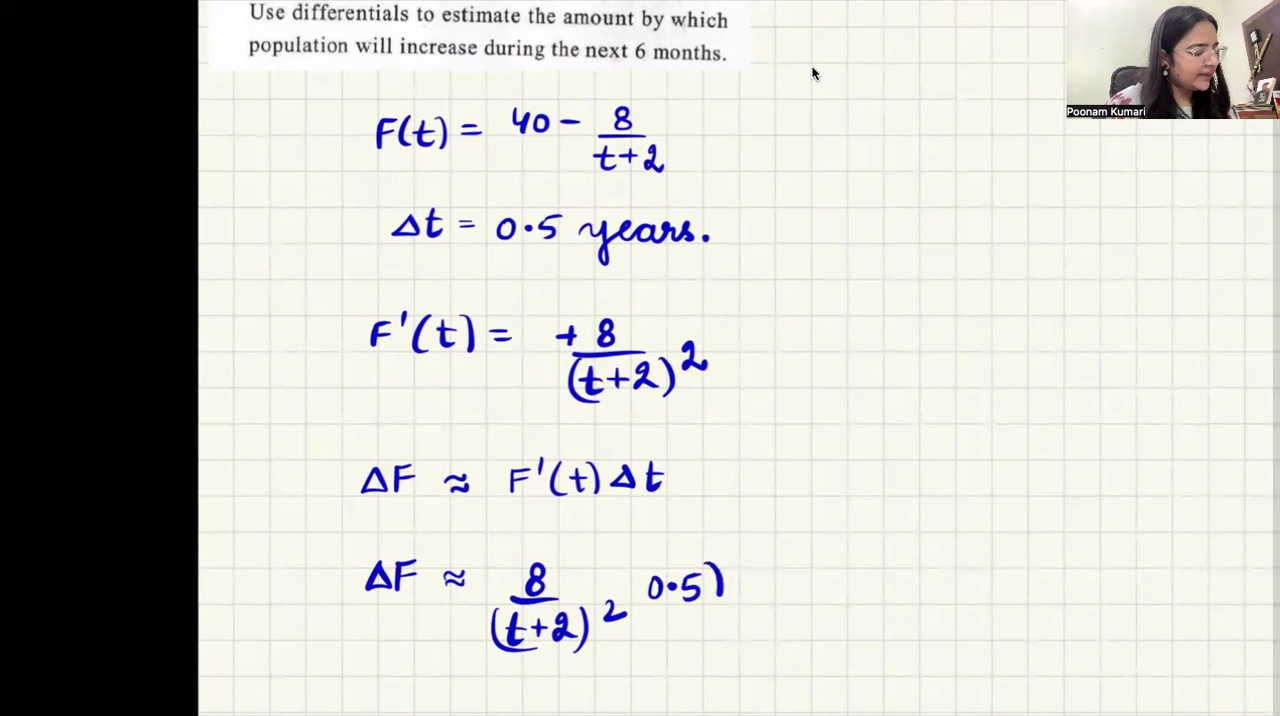 Use differentials to estimate the amount by which
population will increase during the next 6 months.
Poonam Kumari
F(t) = 40 - 8/(t+2)
Δt = 0.5 years.
F'(t) = +8/(t+2)²
ΔF ≈ F'(t) Δt
ΔF ≈ 8/(t+2)² 0.5)